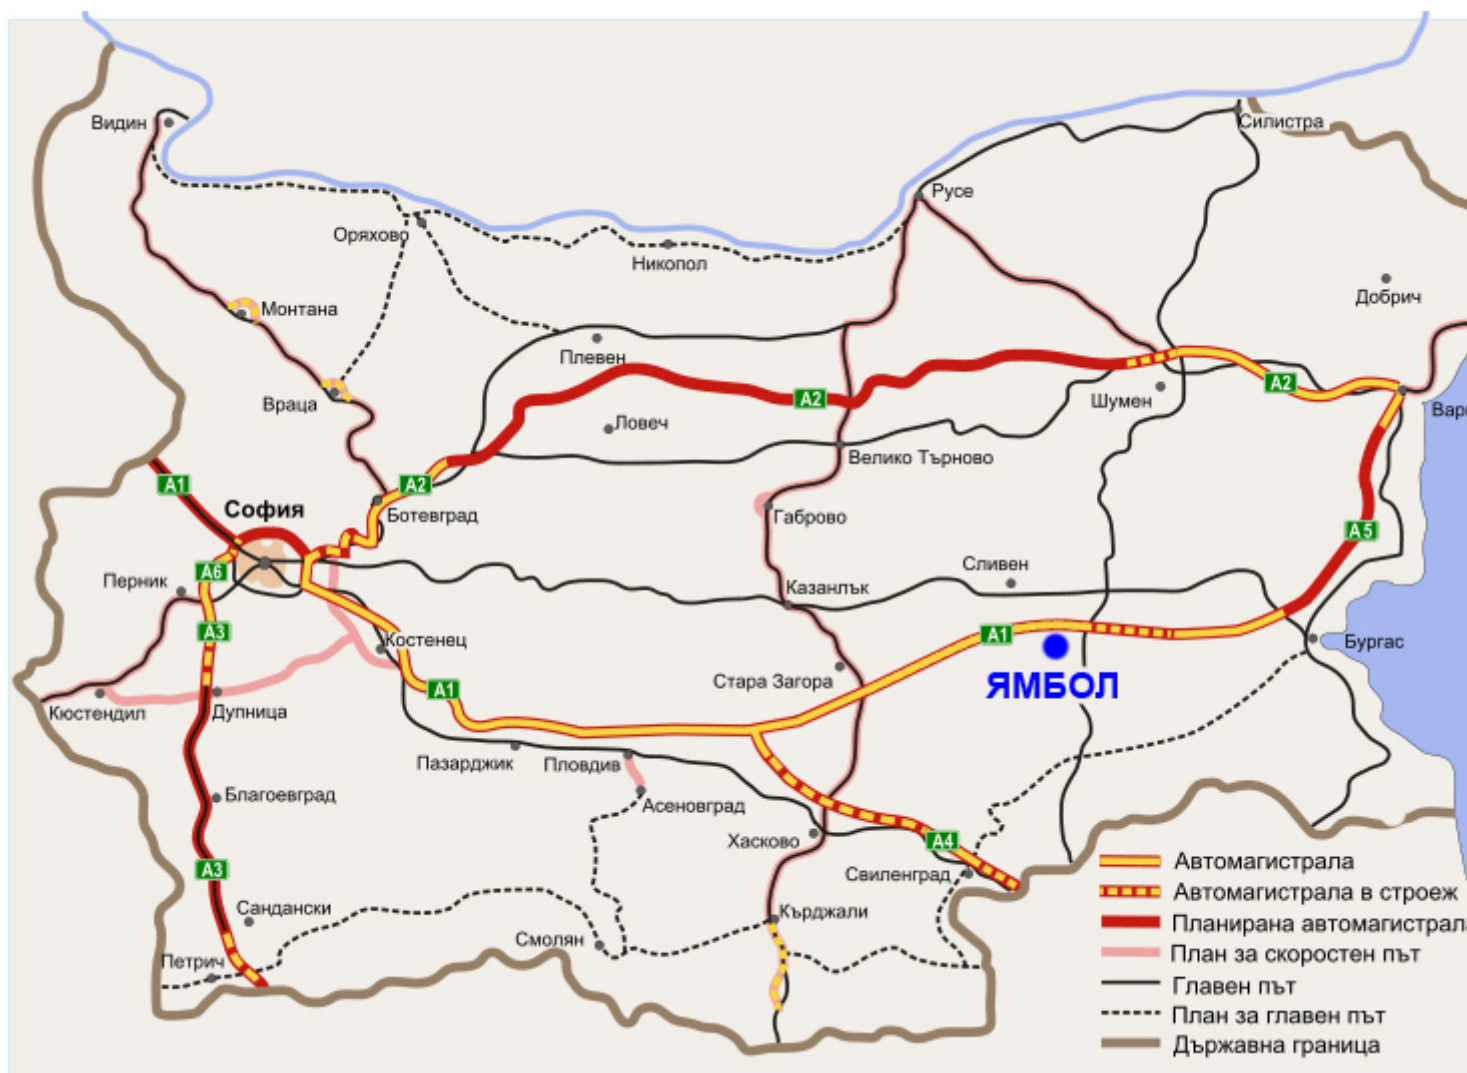 Видин
Силистра
Русе
Оряхово
Никопол
Добрич
Монтана
Плевен
A2
A2
Враца
Шумен
Ловеч
Варн
Велико Търново
A1
A2
София
Ботевград
Габрово
A5
Перник
A6
Сливен
Казанлък
A3
Костенец
A1
Бургас
Стара Загора
ЯМБОЛ
A1
Кюстендил
Дупница
Пазарджик
Пловдив
Благоевград
Асеновград
Хасково
A4
A3
Свиленград
Сандански
Кърджали
Смолян
Петрич
Автомагистрала
Автомагистрала в строеж
Планирана автомагистрала
План за скоростен път
Главен път
План за главен път
Държавна граница